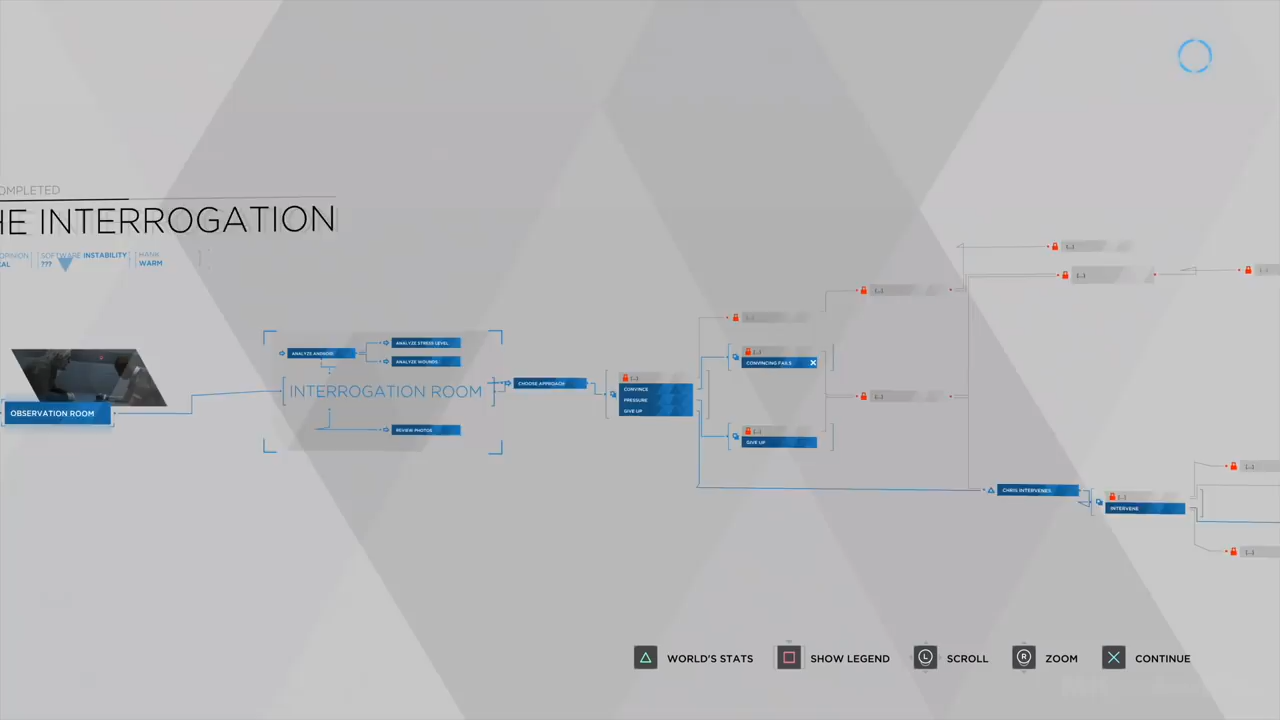 OMPLETED
HE INTERROGATION
OPINION
AL
SOFTWARE INSTABILITY
???
HANK
WARM
OBSERVATION ROOM
ANALYZE ANDROID
ANALYZE STRESS LEVEL
ANALYZE WOUNDS
INTERROGATION ROOM
REVIEW PHOTOS
CHOOSE APPROACH
[...]
CONVINCE
PRESSURE
GIVE UP
[...]
[...]
CONVINCING FAILS
[...]
GIVE UP
[...]
[...]
[...]
[...]
[...]
CHRIS INTERVENES
[...]
INTERVENE
[...]
[...]
WORLD'S STATS
SHOW LEGEND
L
SCROLL
R
ZOOM
CONTINUE